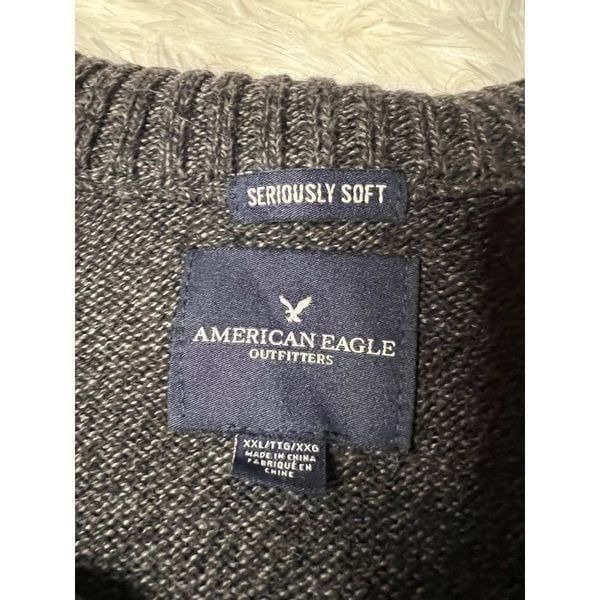 SERIOUSLY SOFT
AMERICAN EAGLE
OUTFITTERS
XXL/TTG/XXG
MADE IN CHINA
FABRIQUÉ EN
CHINE